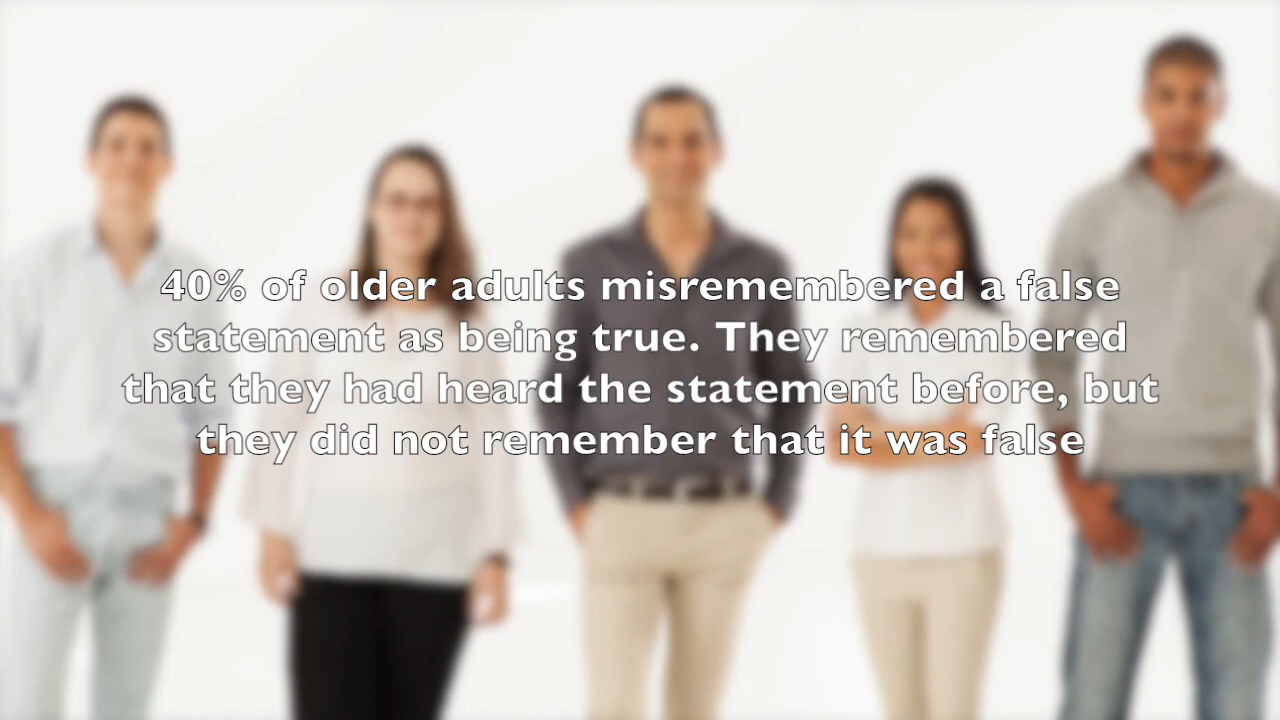 40% of older adults misremembered a false
statement as being true. They remembered
that they had heard the statement before, but
they did not remember that it was false